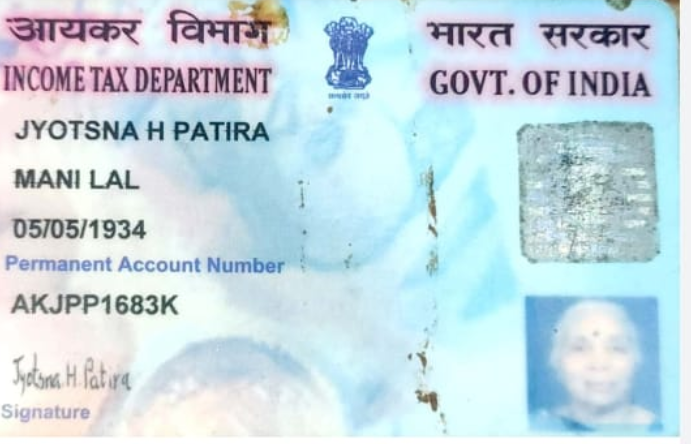 आयकर विभाग
भारत सरकार
INCOME TAX DEPARTMENT
GOVT. OF INDIA
सत्यमेव जयते
JYOTSNA H PATIRA
MANI LAL
05/05/1934
Permanent Account Number
AKJPP1683K
Jyotsna H. Patira
Signature